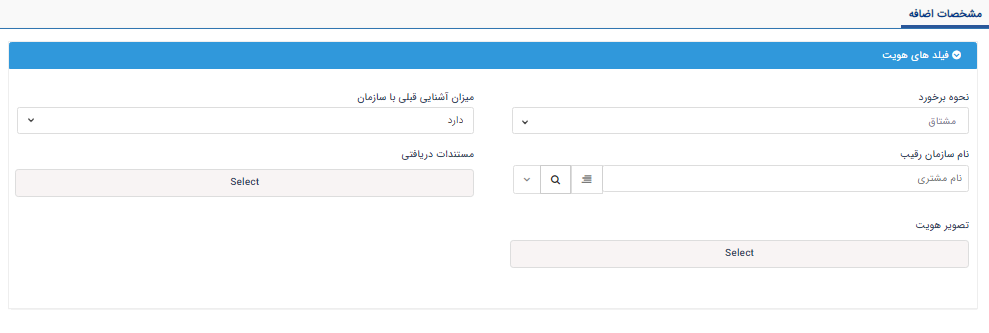 مشخصات اضافه
فیلد های هویت
نحوه برخورد
مشتاق
میزان آشنایی قبلی با سازمان
دارد
نام سازمان رقیب
نام مشتری
مستندات دریافتی
Select
تصویر هویت
Select